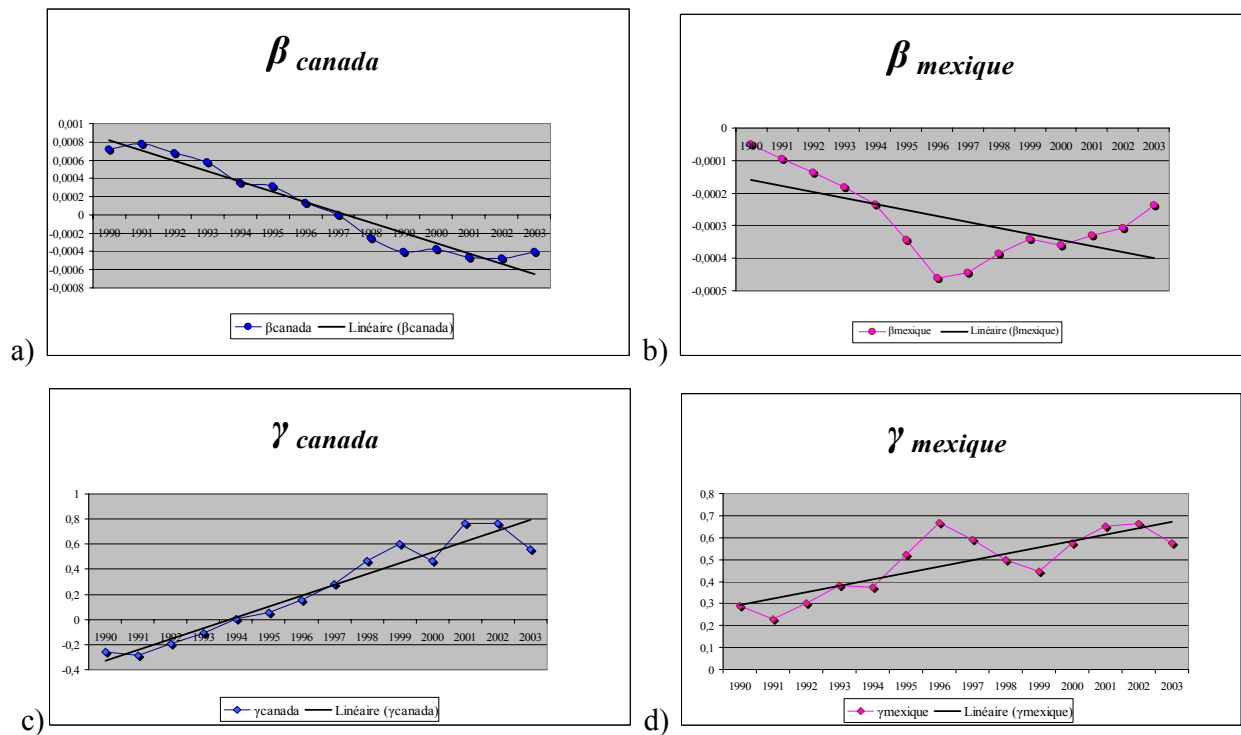 β canada
0,001
0,0008
0,0006
0,0004
0,0002
0
-0,0002
-0,0004
-0,0006
-0,0008
1990 1991 1992 1993 1994 1995 1996 1997 1998 1999 2000 2001 2002 2003
βcanada Linéaire (βcanada)
a)
β mexique
0
-0,0001
-0,0002
-0,0003
-0,0004
-0,0005
1990 1991 1992 1993 1994 1995 1996 1997 1998 1999 2000 2001 2002 2003
βmexique Linéaire (βmexique)
b)
γ canada
1
0,8
0,6
0,4
0,2
0
-0,2
-0,4
1990 1991 1992 1993 1994 1995 1996 1997 1998 1999 2000 2001 2002 2003
γcanada Linéaire (γcanada)
c)
γ mexique
0,8
0,7
0,6
0,5
0,4
0,3
0,2
0,1
0
1990 1991 1992 1993 1994 1995 1996 1997 1998 1999 2000 2001 2002 2003
γmexique Linéaire (γmexique)
d)